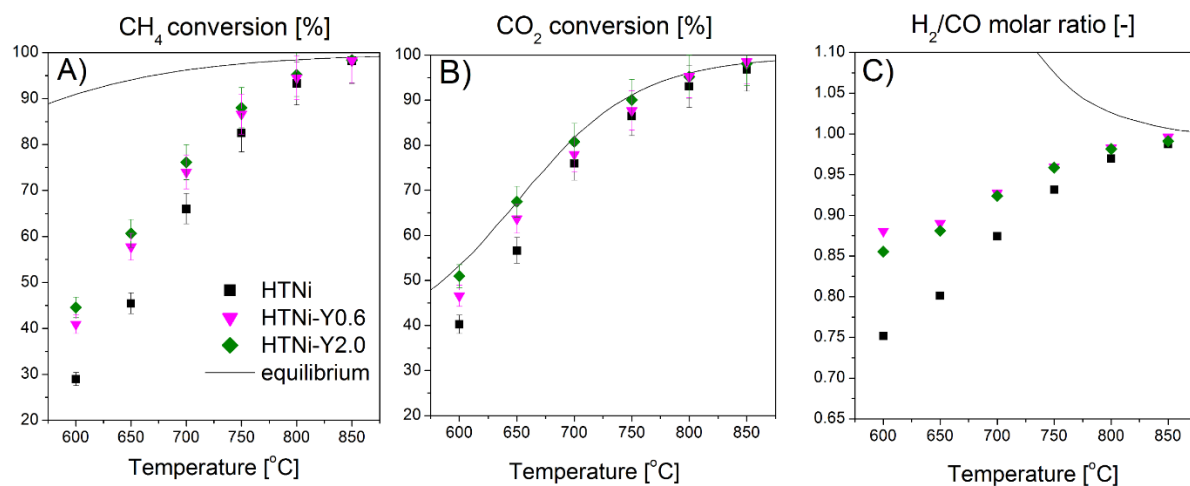 CH₄ conversion [%]
A)
100
90
80
70
60
50
40
30
20
HTNi
HTNi-Y0.6
HTNi-Y2.0
equilibrium
600 650 700 750 800 850
Temperature [°C]
CO₂ conversion [%]
B)
100
90
80
70
60
50
40
30
20
600 650 700 750 800 850
Temperature [°C]
H₂/CO molar ratio [-]
C)
1.10
1.05
1.00
0.95
0.90
0.85
0.80
0.75
0.70
0.65
600 650 700 750 800 850
Temperature [°C]